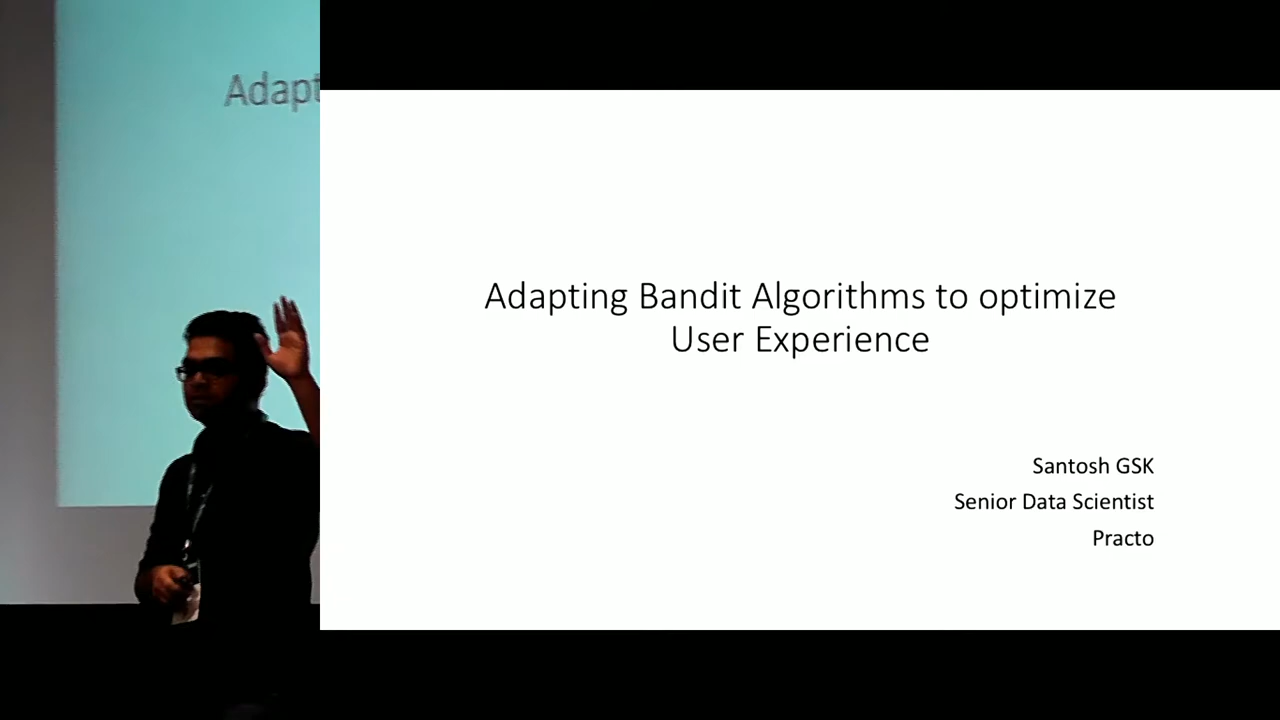 Adapt
Adapting Bandit Algorithms to optimize
User Experience
Santosh GSK
Senior Data Scientist
Practo